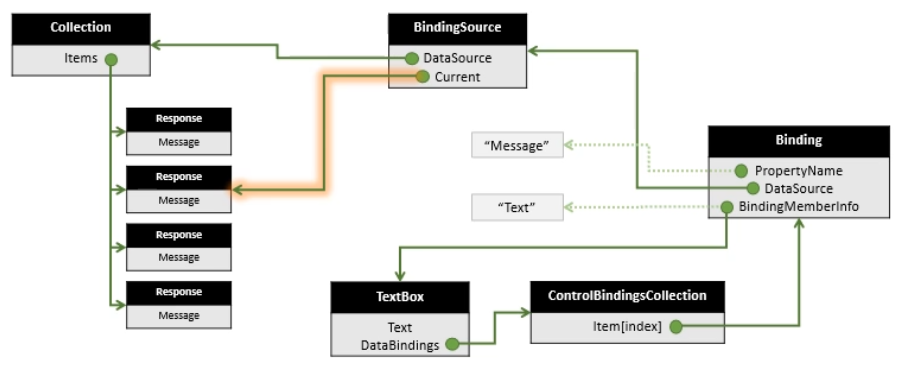 Collection
Items
BindingSource
DataSource
Current
Response
Message
Response
Message
Response
Message
Response
Message
“Message”
“Text”
Binding
PropertyName
DataSource
BindingMemberInfo
TextBox
Text
DataBindings
ControlBindingsCollection
Item[index]